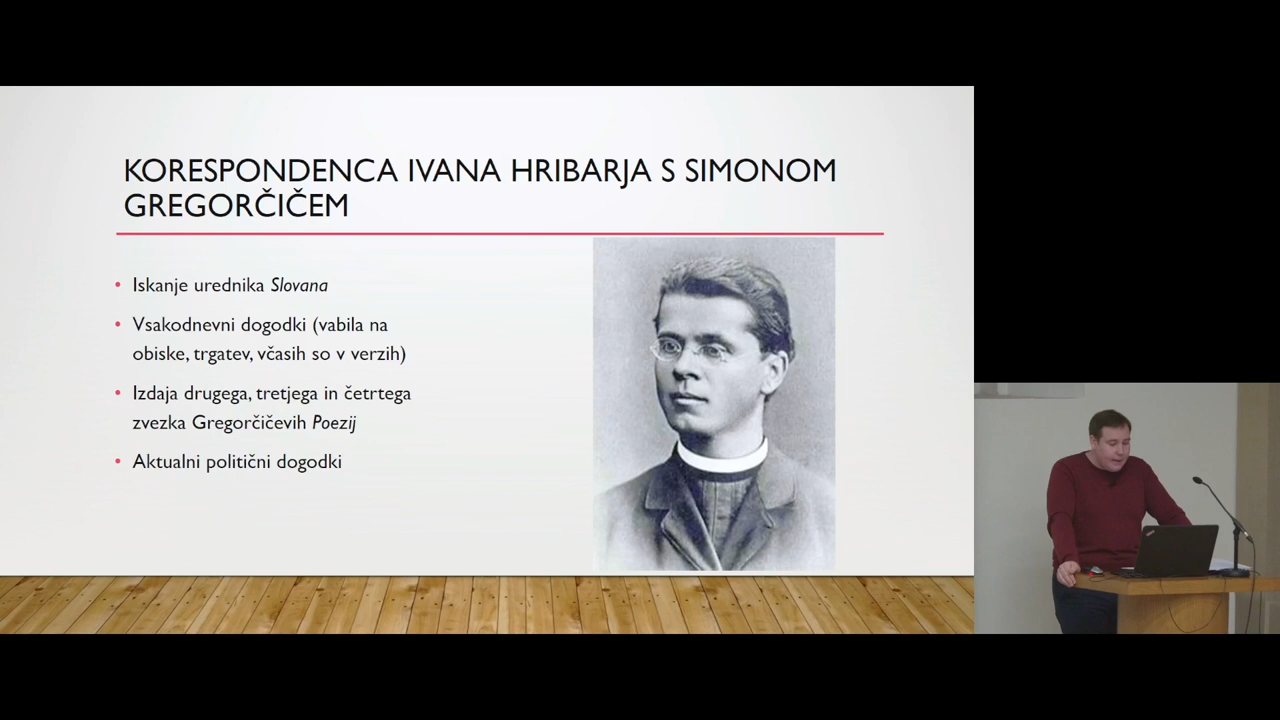 KORESPONDENCA IVANA HRIBARJA S SIMONOM
GREGORČIČEM
• Iskanje urednika Slovana
• Vsakodnevni dogodki (vabila na
obiske, trgatev, včasih so v verzih)
• Izdaja drugega, tretjega in četrtega
zvezka Gregorčičevih Poezij
• Aktualni politični dogodki